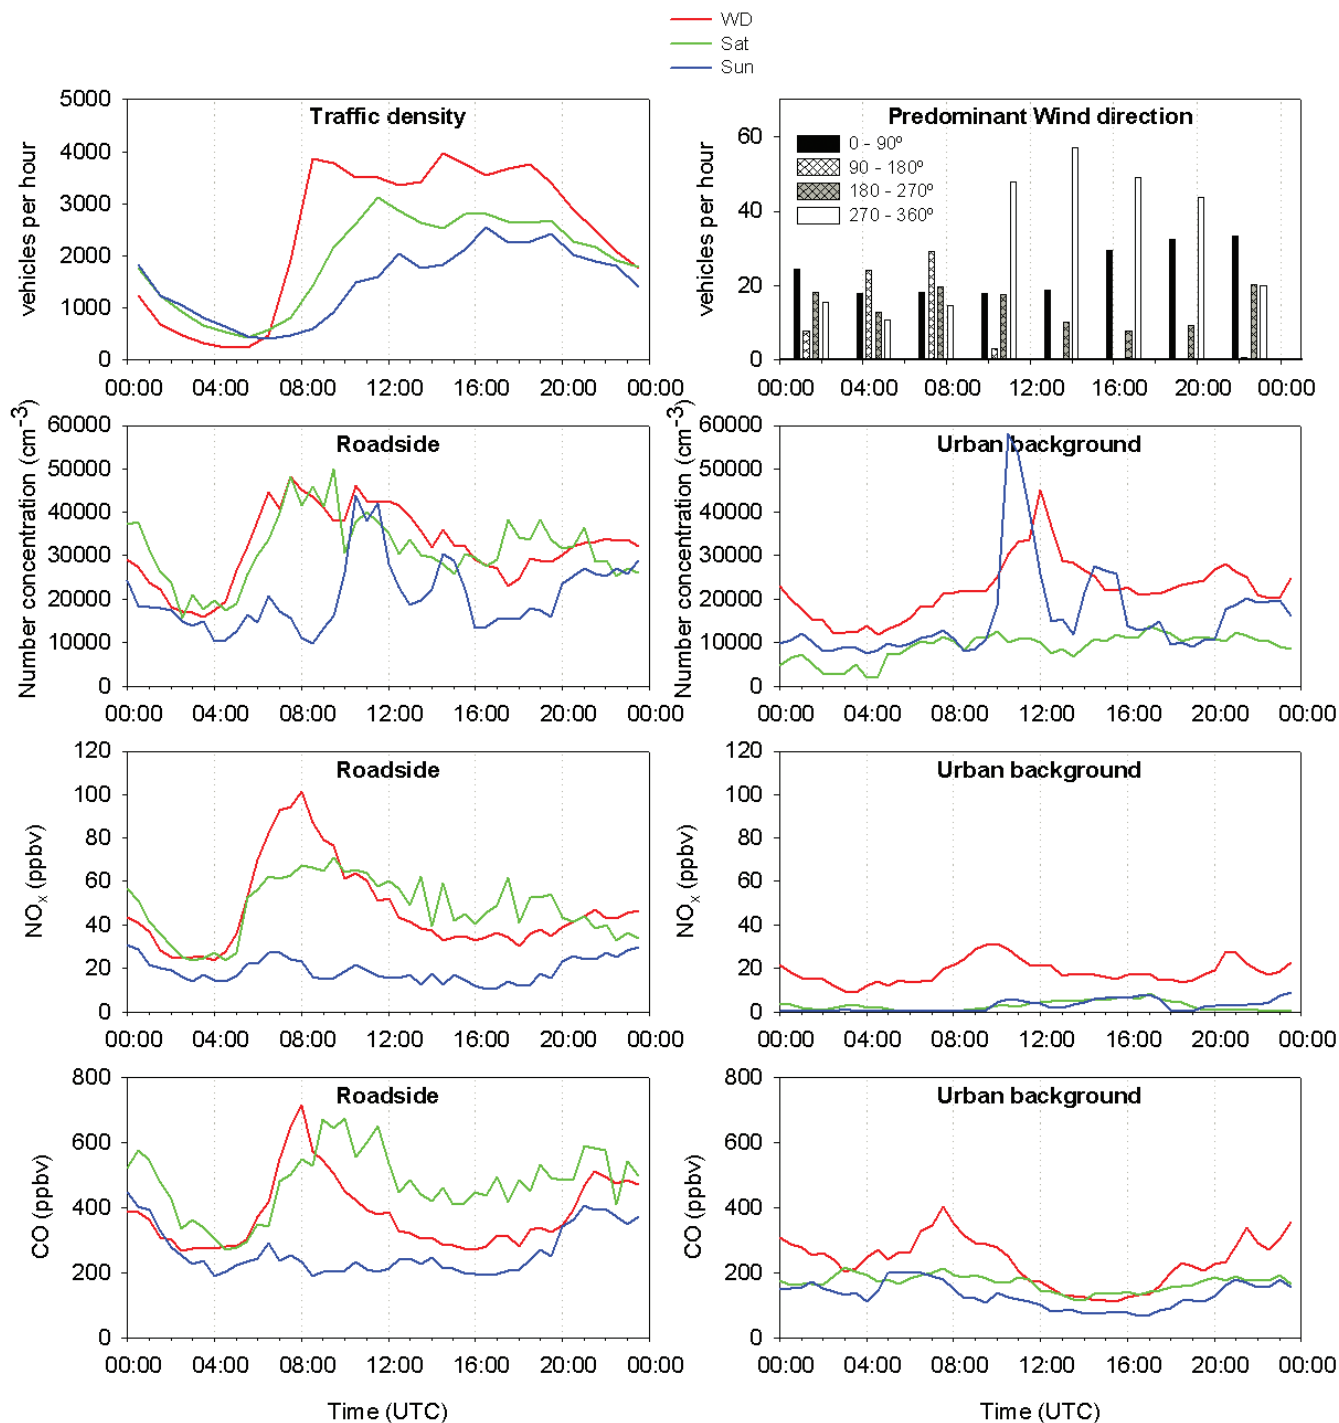 WD
Sat
Sun
Traffic density
vehicles per hour
5000
4000
3000
2000
1000
0
00:00 04:00 08:00 12:00 16:00 20:00 00:00
Predominant Wind direction
vehicles per hour
60
40
20
0
0 - 90º
90 - 180º
180 - 270º
270 - 360º
00:00 04:00 08:00 12:00 16:00 20:00 00:00
Roadside
Number concentration (cm⁻³)
60000
50000
40000
30000
20000
10000
0
00:00 04:00 08:00 12:00 16:00 20:00 00:00
Urban background
Number concentration (cm⁻³)
60000
50000
40000
30000
20000
10000
0
00:00 04:00 08:00 12:00 16:00 20:00 00:00
Roadside
NOₓ (ppbv)
120
100
80
60
40
20
0
00:00 04:00 08:00 12:00 16:00 20:00 00:00
Urban background
NOₓ (ppbv)
120
100
80
60
40
20
0
00:00 04:00 08:00 12:00 16:00 20:00 00:00
Roadside
CO (ppbv)
800
600
400
200
0
00:00 04:00 08:00 12:00 16:00 20:00 00:00
Time (UTC)
Urban background
CO (ppbv)
800
600
400
200
0
00:00 04:00 08:00 12:00 16:00 20:00 00:00
Time (UTC)